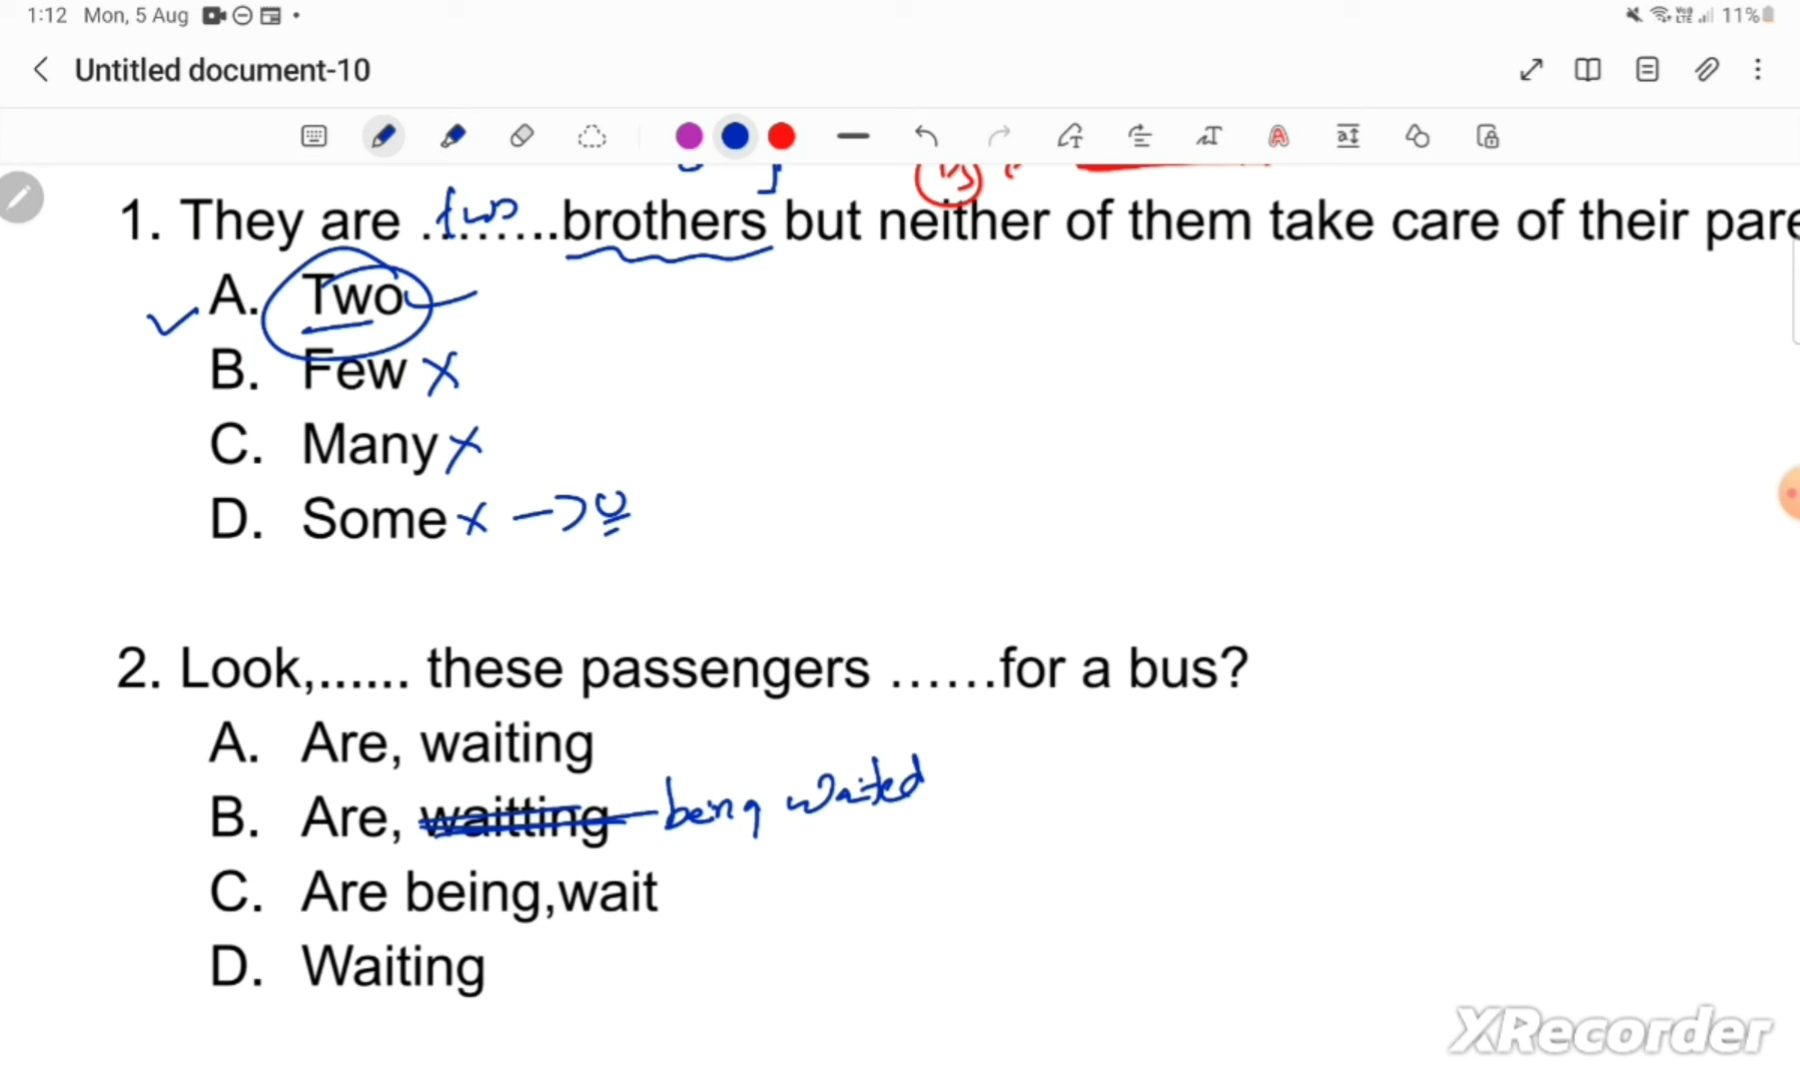 1:12 Mon, 5 Aug 11%
Untitled document-10
1. They are ..two.....brothers but neither of them take care of their pare
A. Two
B. Few x
C. Many x
D. Some x
2. Look,...... these passengers ......for a bus?
A. Are, waiting
B. Are, waitting being waited
C. Are being,wait
D. Waiting
XRecorder